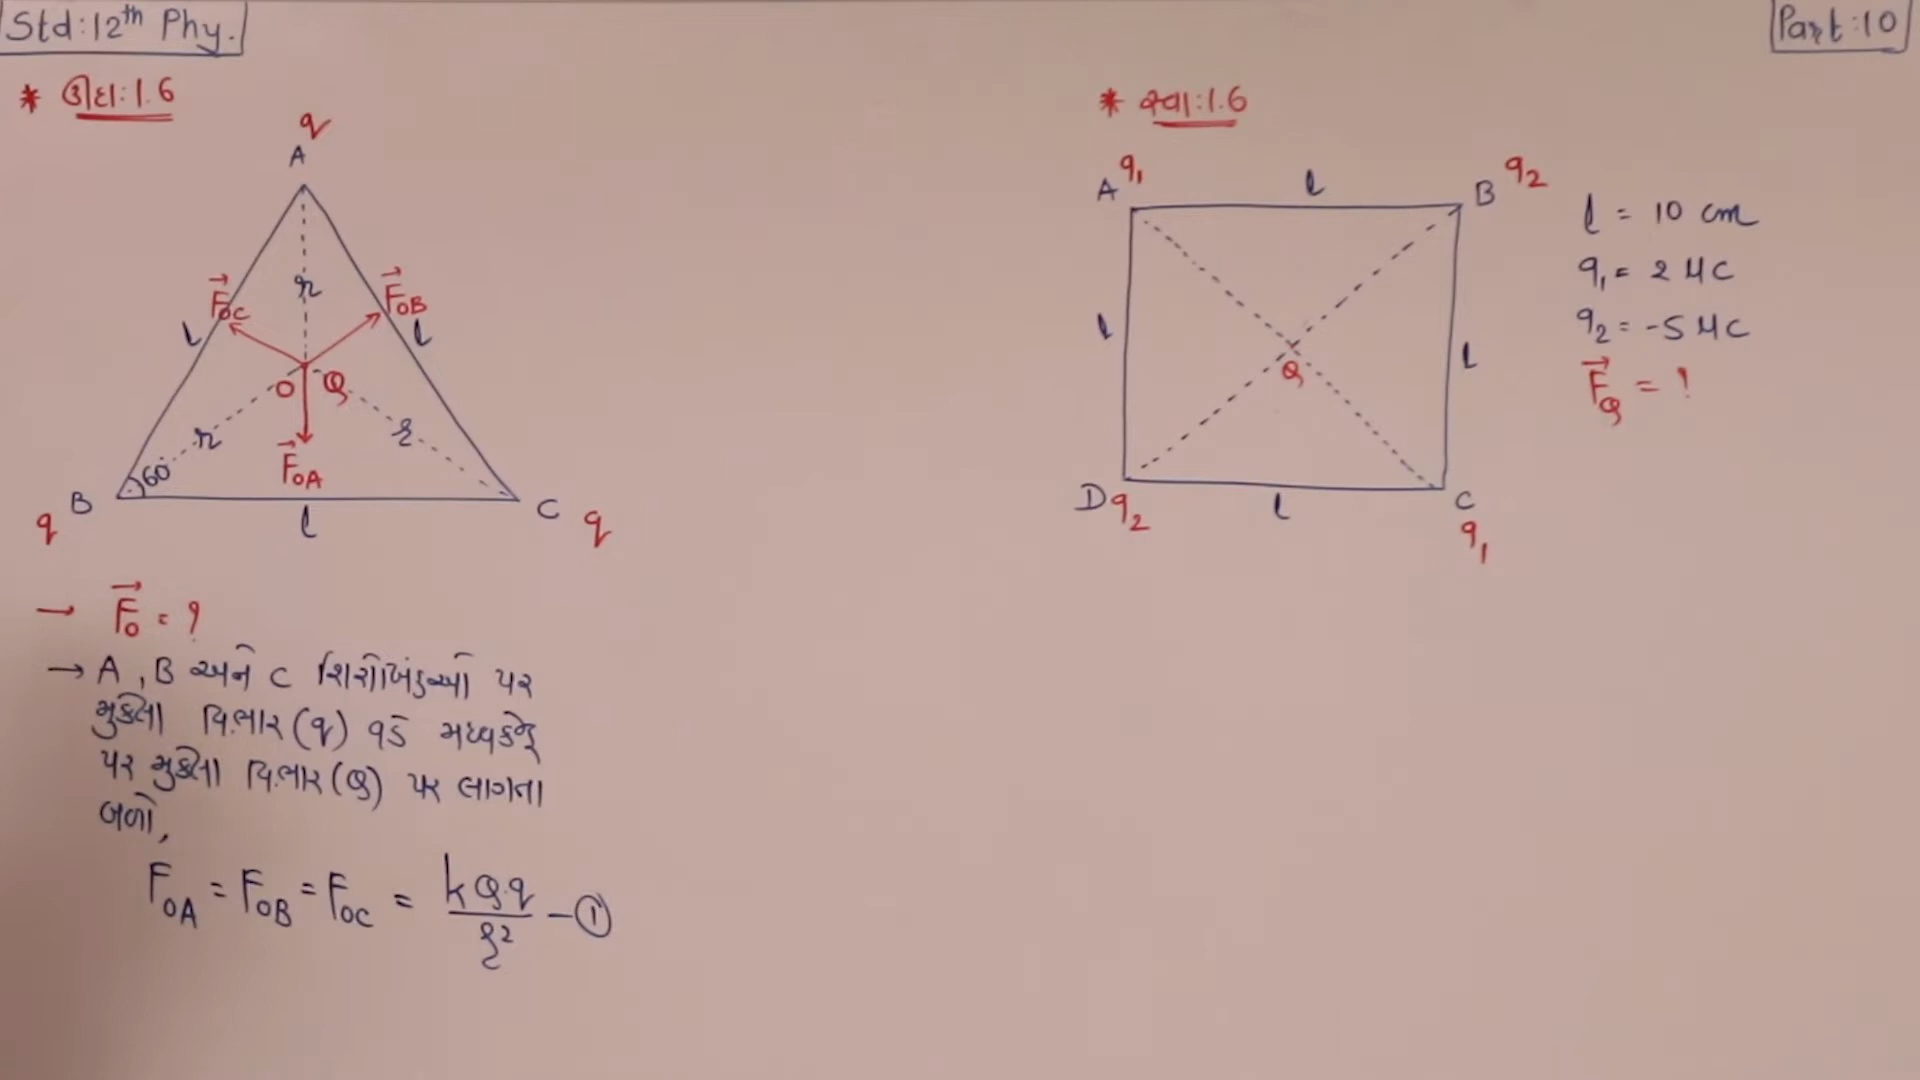 Std:12th Phy.
Part:10
* ઉદા:1.6
q
A
r
F⃗OC
F⃗OB
l
l
O Q
r
r
F⃗OA
60°
B
C
q
l
q
→ F⃗O = ?
→ A, B અને C શિરોબિંદુઓ પર
મુકેલા વિ.ભાર (q) વડે મધ્યકેન્દ્ર
પર મુકેલા વિ.ભાર (Q) પર લાગતા
બળો,
FOA = FOB = FOC = kQq/r² – ①
* સ્વા:1.6
A q1
l
B q2
l
l
Q
D q2
l
C
q1
l = 10 cm
q1 = 2 μC
q2 = -5 μC
F⃗Q = ?